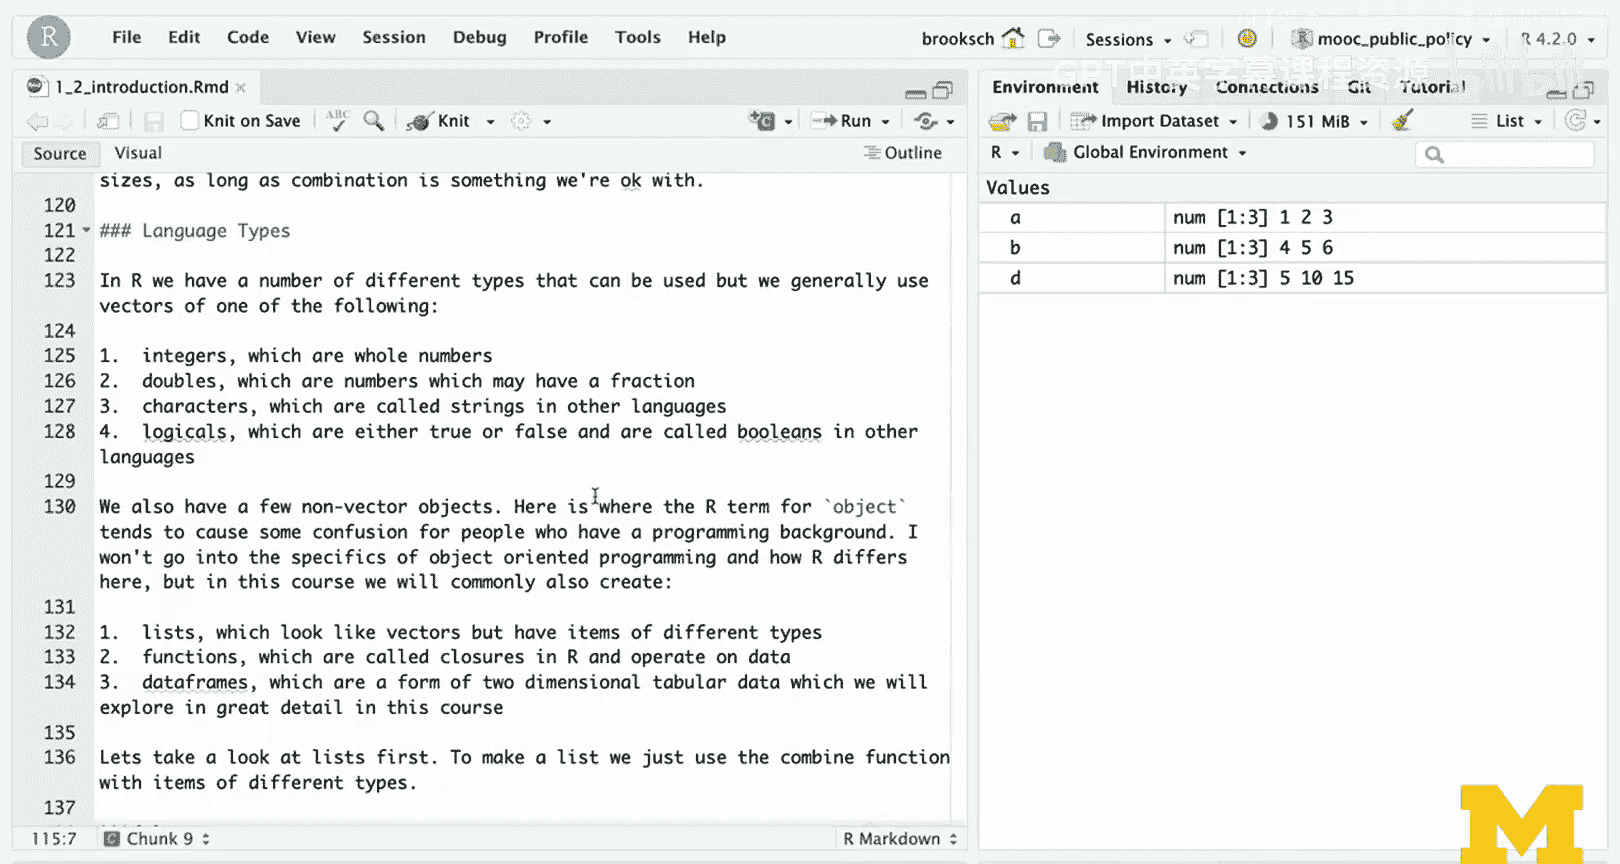 R File Edit Code View Session Debug Profile Tools Help brooksch Sessions mooc_public_policy R 4.2.0
GPT中英字幕课程资源 bilibili
1_2_introduction.Rmd
Environment History Connections Git Tutorial
Knit on Save ABC Knit Run
Import Dataset 151 MiB List
Source Visual Outline
R Global Environment
sizes, as long as combination is something we're ok with.
120
121 ### Language Types
122
123 In R we have a number of different types that can be used but we generally use
vectors of one of the following:
124
125 1. integers, which are whole numbers
126 2. doubles, which are numbers which may have a fraction
127 3. characters, which are called strings in other languages
128 4. logicals, which are either true or false and are called booleans in other
languages
129
130 We also have a few non-vector objects. Here is where the R term for `object`
tends to cause some confusion for people who have a programming background. I
won't go into the specifics of object oriented programming and how R differs
here, but in this course we will commonly also create:
131
132 1. lists, which look like vectors but have items of different types
133 2. functions, which are called closures in R and operate on data
134 3. dataframes, which are a form of two dimensional tabular data which we will
explore in great detail in this course
135
136 Lets take a look at lists first. To make a list we just use the combine function
with items of different types.
137
115:7 C Chunk 9 R Markdown
Values
a num [1:3] 1 2 3
b num [1:3] 4 5 6
d num [1:3] 5 10 15
M